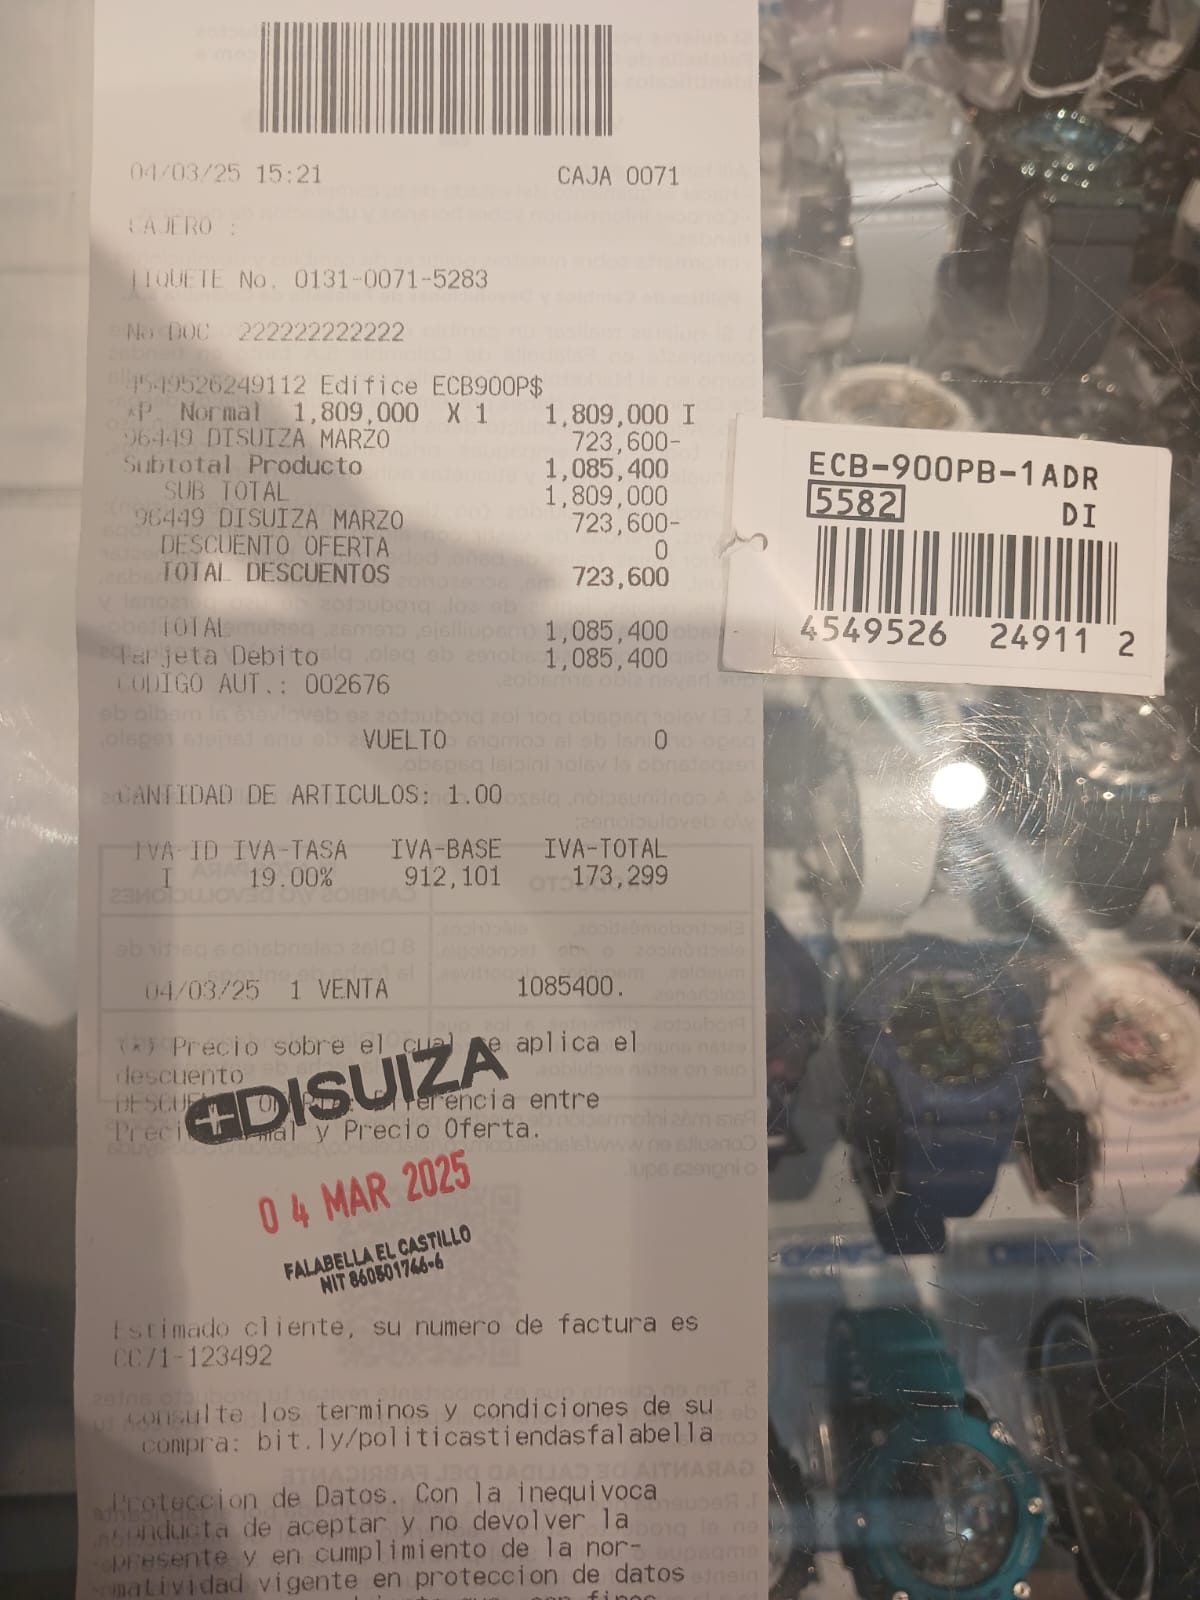 04/03/25 15:21 CAJA 0071
CAJERO :
TIQUETE No. 0131-0071-5283
No DOC 222222222222
4549526249112 Edifice ECB900P$
*P. Normal 1,809,000 X 1 1,809,000 I
96449 DISUIZA MARZO 723,600-
Subtotal Producto 1,085,400
SUB TOTAL 1,809,000
96449 DISUIZA MARZO 723,600-
DESCUENTO OFERTA 0
TOTAL DESCUENTOS 723,600
TOTAL 1,085,400
Tarjeta Debito 1,085,400
CODIGO AUT.: 002676
VUELTO 0
CANTIDAD DE ARTICULOS: 1.00
IVA-ID IVA-TASA IVA-BASE IVA-TOTAL
I 19.00% 912,101 173,299
04/03/25 1 VENTA 1085400.
(*) Precio sobre el cual se aplica el
descuento
DISUIZA
Diferencia entre
Precio Normal y Precio Oferta.
04 MAR 2025
FALABELLA EL CASTILLO
NIT 860501746-6
Estimado cliente, su numero de factura es
CC71-123492
Consulte los terminos y condiciones de su
compra: bit.ly/politicastiendasfalabella
Proteccion de Datos. Con la inequivoca
conducta de aceptar y no devolver la
presente y en cumplimiento de la nor-
matividad vigente en proteccion de datos
ECB-900PB-1ADR
5582 DI
4549526 24911 2